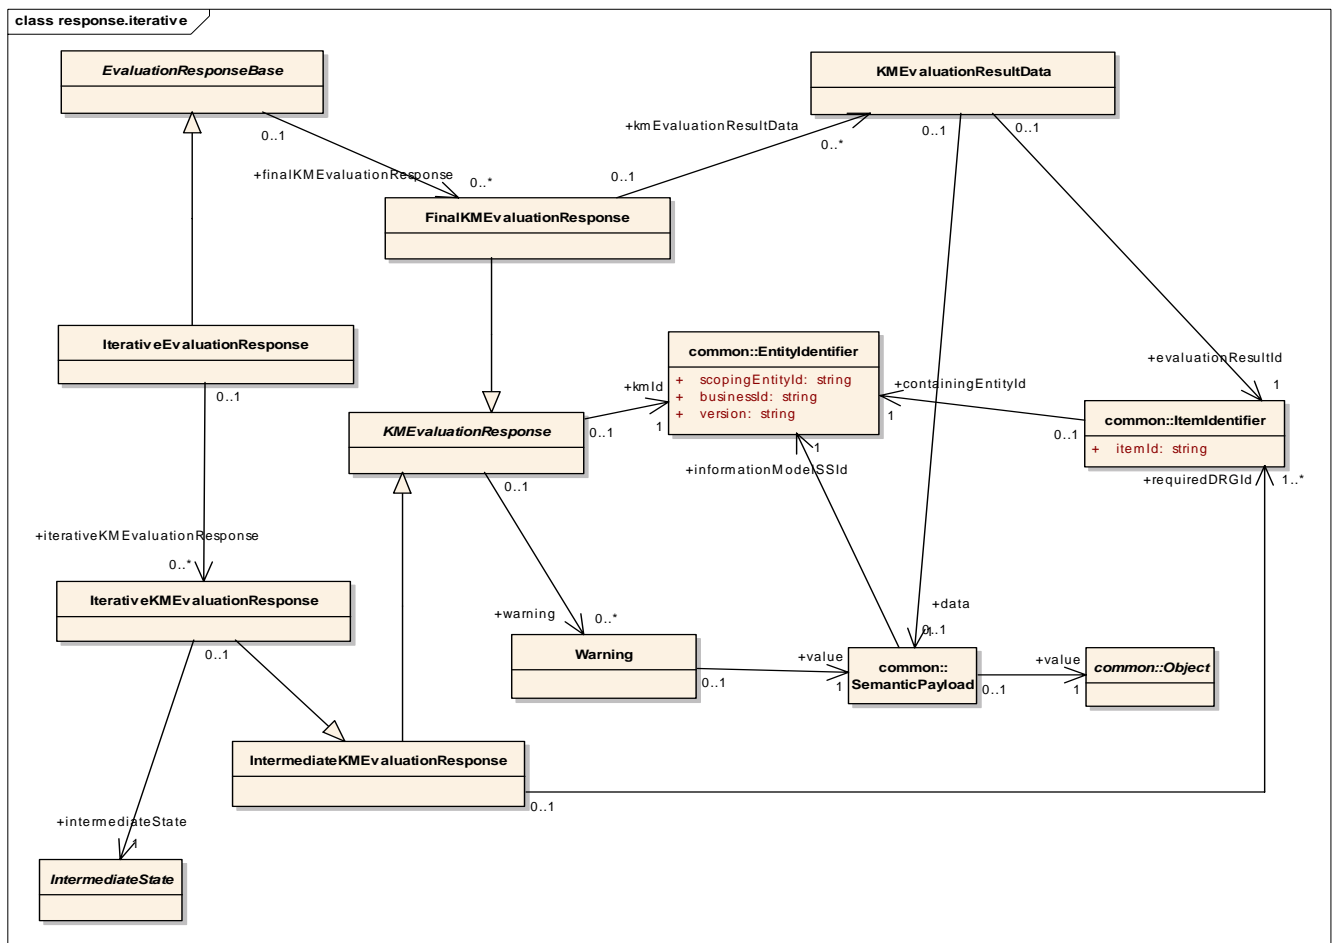 class response.iterative
EvaluationResponseBase
KMEvaluationResultData
0..1
+finalKMEvaluationResponse
0..*
+kmEvaluationResultData
0..*
0..1
0..1
0..1
FinalKMEvaluationResponse
IterativeEvaluationResponse
0..1
common::EntityIdentifier
+ scopingEntityId: string
+ businessId: string
+ version: string
+evaluationResultId
1
+kmId
1
0..1
+containingEntityId
1
0..1
common::ItemIdentifier
+ itemId: string
KMEvaluationResponse
0..1
+informationModelSSId
1
+requiredDRGId
1..*
+iterativeKMEvaluationResponse
0..*
IterativeKMEvaluationResponse
0..1
+warning
0..*
+data
1
0..1
Warning
0..1
+value
1
common::
SemanticPayload
0..1
+value
1
common::Object
IntermediateKMEvaluationResponse
0..1
+intermediateState
1
IntermediateState